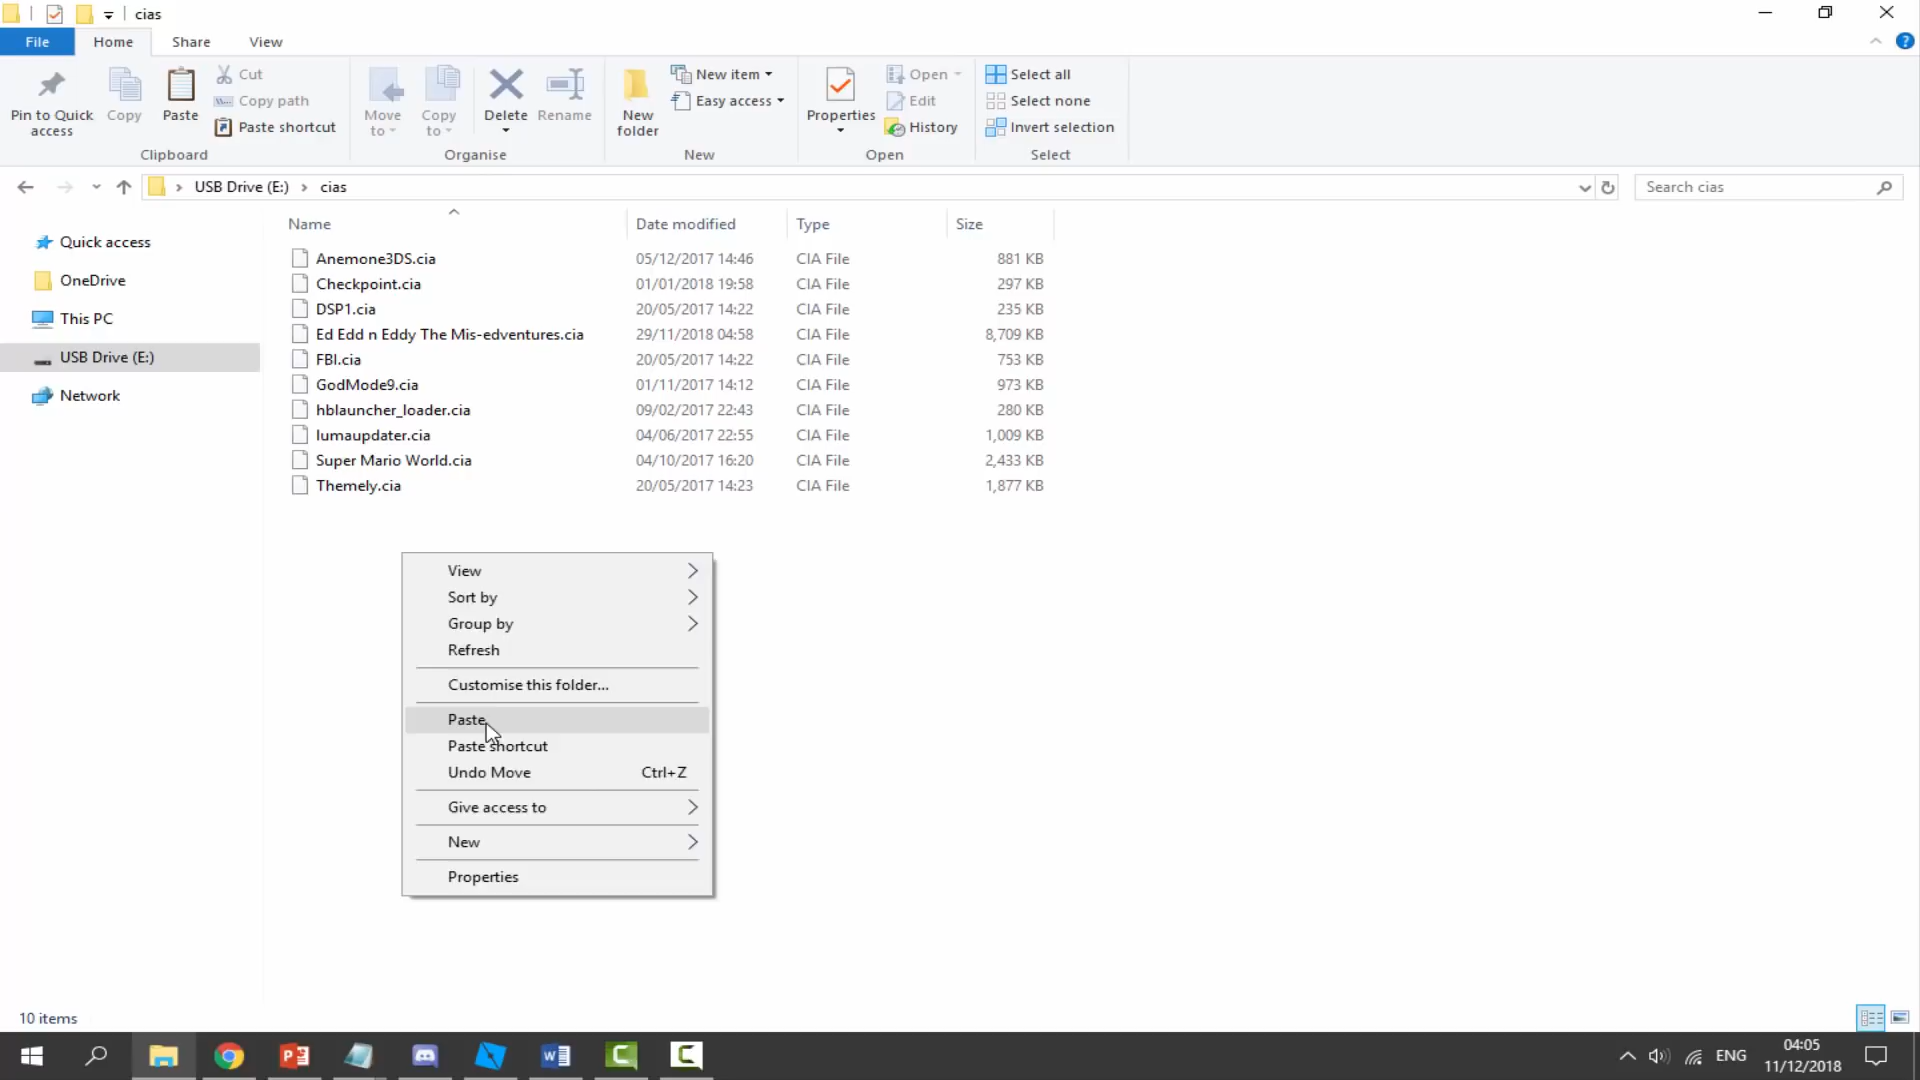 cias
File Home Share View
Pin to Quick access
Copy
Paste
Cut
Copy path
Paste shortcut
Clipboard
Move to
Copy to
Delete
Rename
Organise
New folder
New item
Easy access
New
Properties
Open
Edit
History
Open
Select all
Select none
Invert selection
Select
USB Drive (E:) cias
Search cias
Quick access
OneDrive
This PC
USB Drive (E:)
Network
Name Date modified Type Size
Anemone3DS.cia 05/12/2017 14:46 CIA File 881 KB
Checkpoint.cia 01/01/2018 19:58 CIA File 297 KB
DSP1.cia 20/05/2017 14:22 CIA File 235 KB
Ed Edd n Eddy The Mis-edventures.cia 29/11/2018 04:58 CIA File 8,709 KB
FBI.cia 20/05/2017 14:22 CIA File 753 KB
GodMode9.cia 01/11/2017 14:12 CIA File 973 KB
hblauncher_loader.cia 09/02/2017 22:43 CIA File 280 KB
lumaupdater.cia 04/06/2017 22:55 CIA File 1,009 KB
Super Mario World.cia 04/10/2017 16:20 CIA File 2,433 KB
Themely.cia 20/05/2017 14:23 CIA File 1,877 KB
View
Sort by
Group by
Refresh
Customise this folder...
Paste
Paste shortcut
Undo Move Ctrl+Z
Give access to
New
Properties
10 items
ENG
04:05
11/12/2018